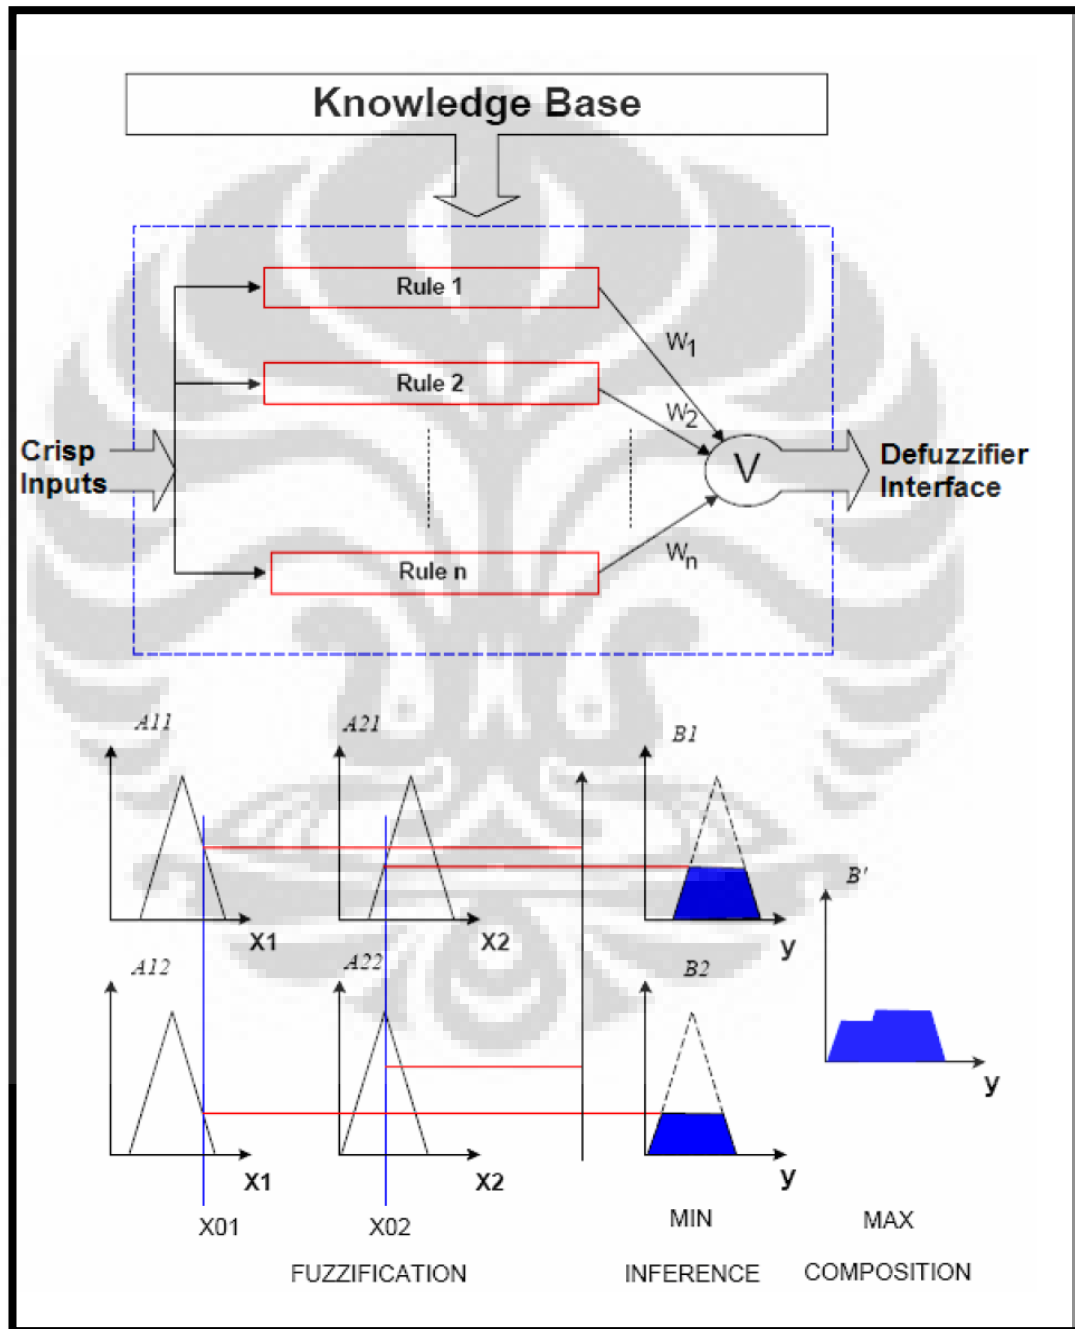 Knowledge Base
Rule 1
W1
Rule 2
W2
Crisp
Inputs
V
Defuzzifier
Interface
Wn
Rule n
A11
A21
B1
B'
X1
X2
y
A12
A22
B2
y
X1
X2
y
X01
X02
MIN
MAX
FUZZIFICATION
INFERENCE
COMPOSITION